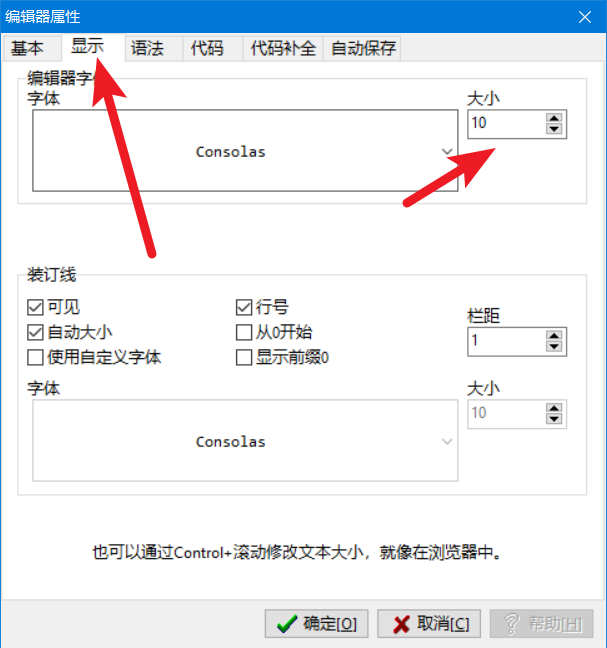 编辑器属性
基本 显示 语法 代码 代码补全 自动保存
编辑器字
字体 大小
Consolas 10
装订线
可见 行号
自动大小 从0开始 栏距
使用自定义字体 显示前缀0 1
字体 大小
Consolas 10
也可以通过Control+滚动修改文本大小，就像在浏览器中。
确定[O] 取消[C] 帮助[H]